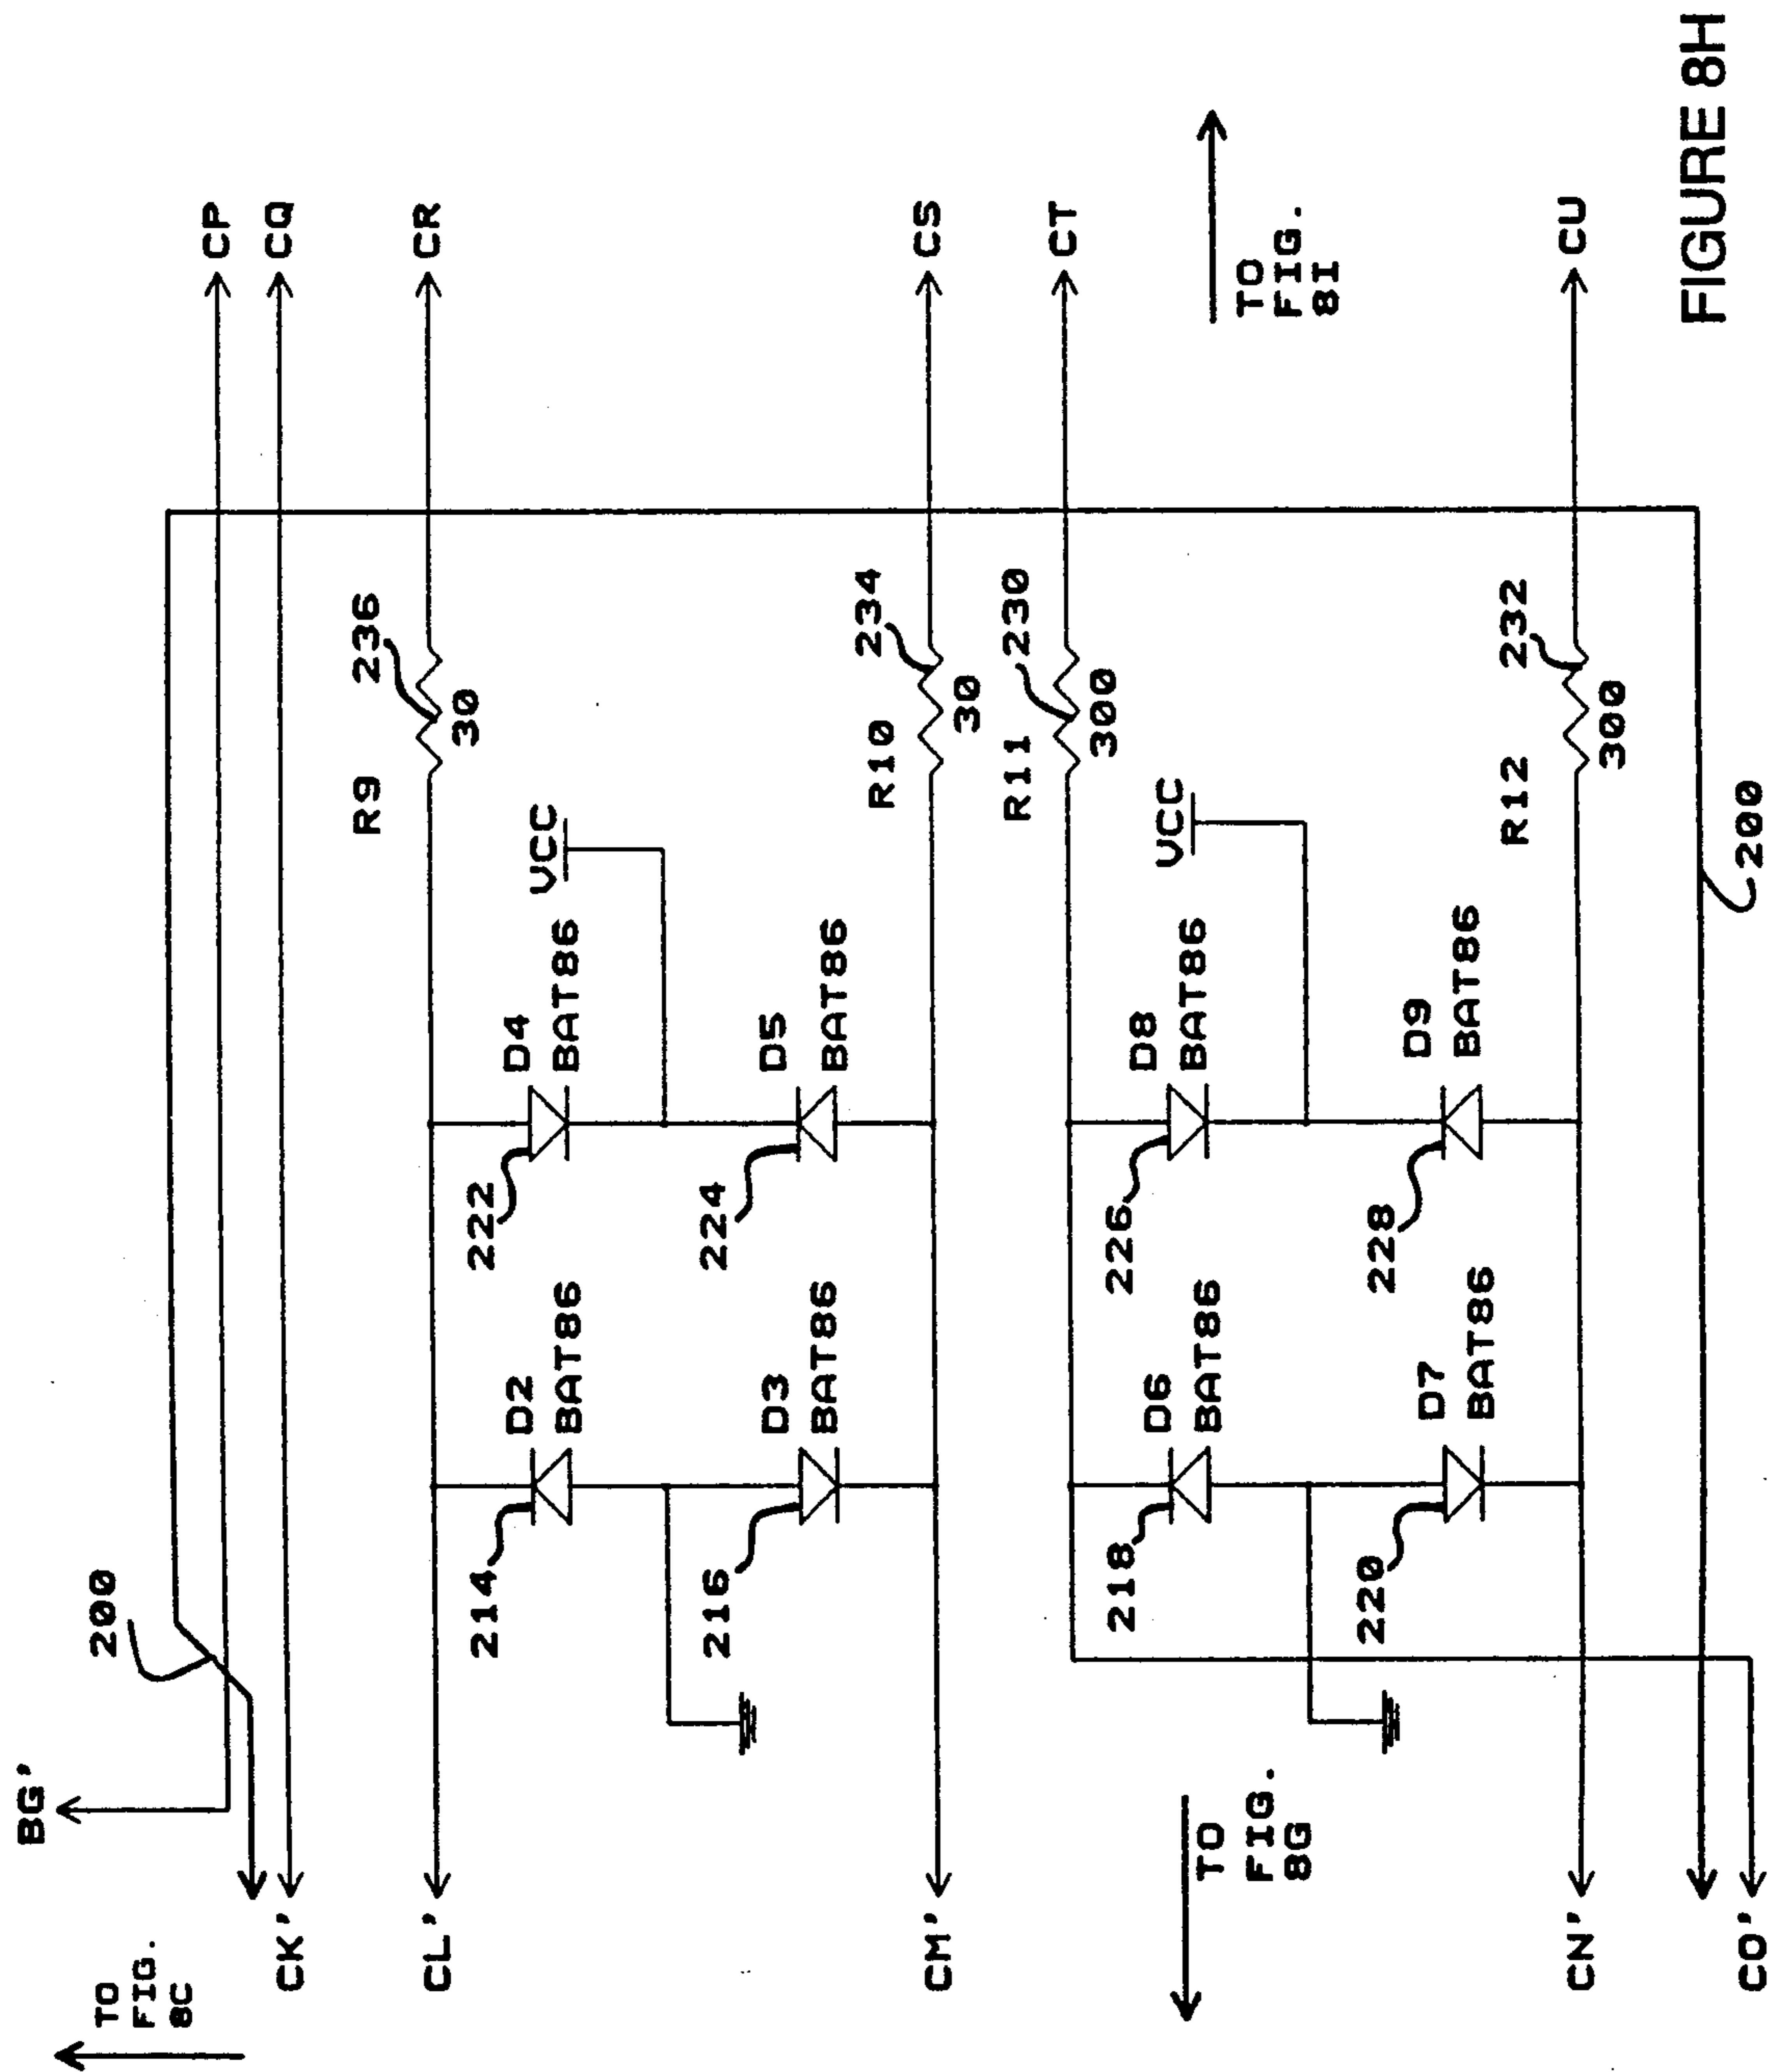 TO
FIG.
8C
BG'
200
CP
CK'
CQ
CL'
R9
236
30
CR
214
D2
BAT86
222
D4
BAT86
VCC
216
D3
BAT86
224
D5
BAT86
CM'
R10
234
30
CS
R11
230
300
CT
TO
FIG.
8G
218
D6
BAT86
226
D8
BAT86
VCC
TO
FIG.
8I
220
D7
BAT86
228
D9
BAT86
CN'
R12
232
300
CU
CO'
200
FIGURE 8H